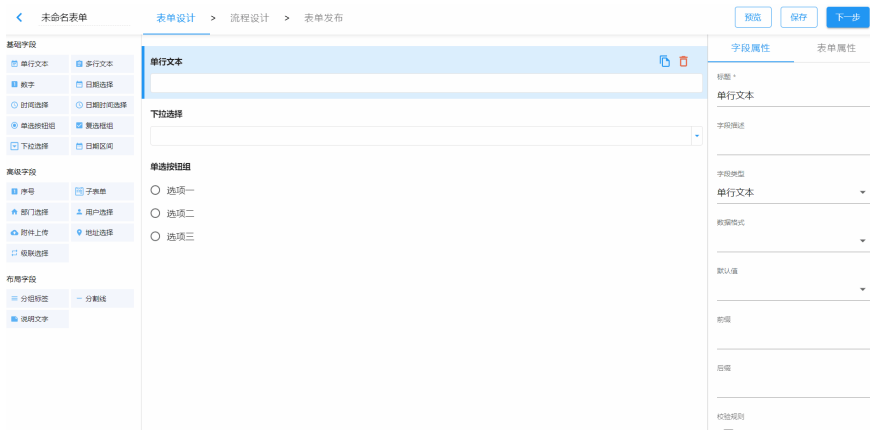 未命名表单
表单设计 > 流程设计 > 表单发布
预览 保存 下一步
基础字段
单行文本 多行文本
数字 日期选择
时间选择 日期时间选择
单选按钮组 复选框组
下拉选择 日期区间
高级字段
序号 子表单
部门选择 用户选择
附件上传 地址选择
级联选择
布局字段
分组标签 分割线
说明文字
单行文本
下拉选择
单选按钮组
选项一
选项二
选项三
字段属性 表单属性
标题 *
单行文本
字段描述
字段类型
单行文本
数据格式
默认值
前缀
后缀
校验规则